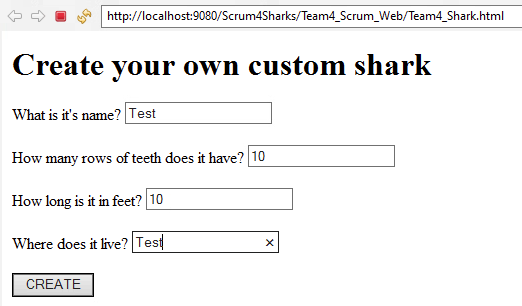 http://localhost:9080/Scrum4Sharks/Team4_Scrum_Web/Team4_Shark.html
Create your own custom shark
What is it's name? Test
How many rows of teeth does it have? 10
How long is it in feet? 10
Where does it live? Test ×
CREATE